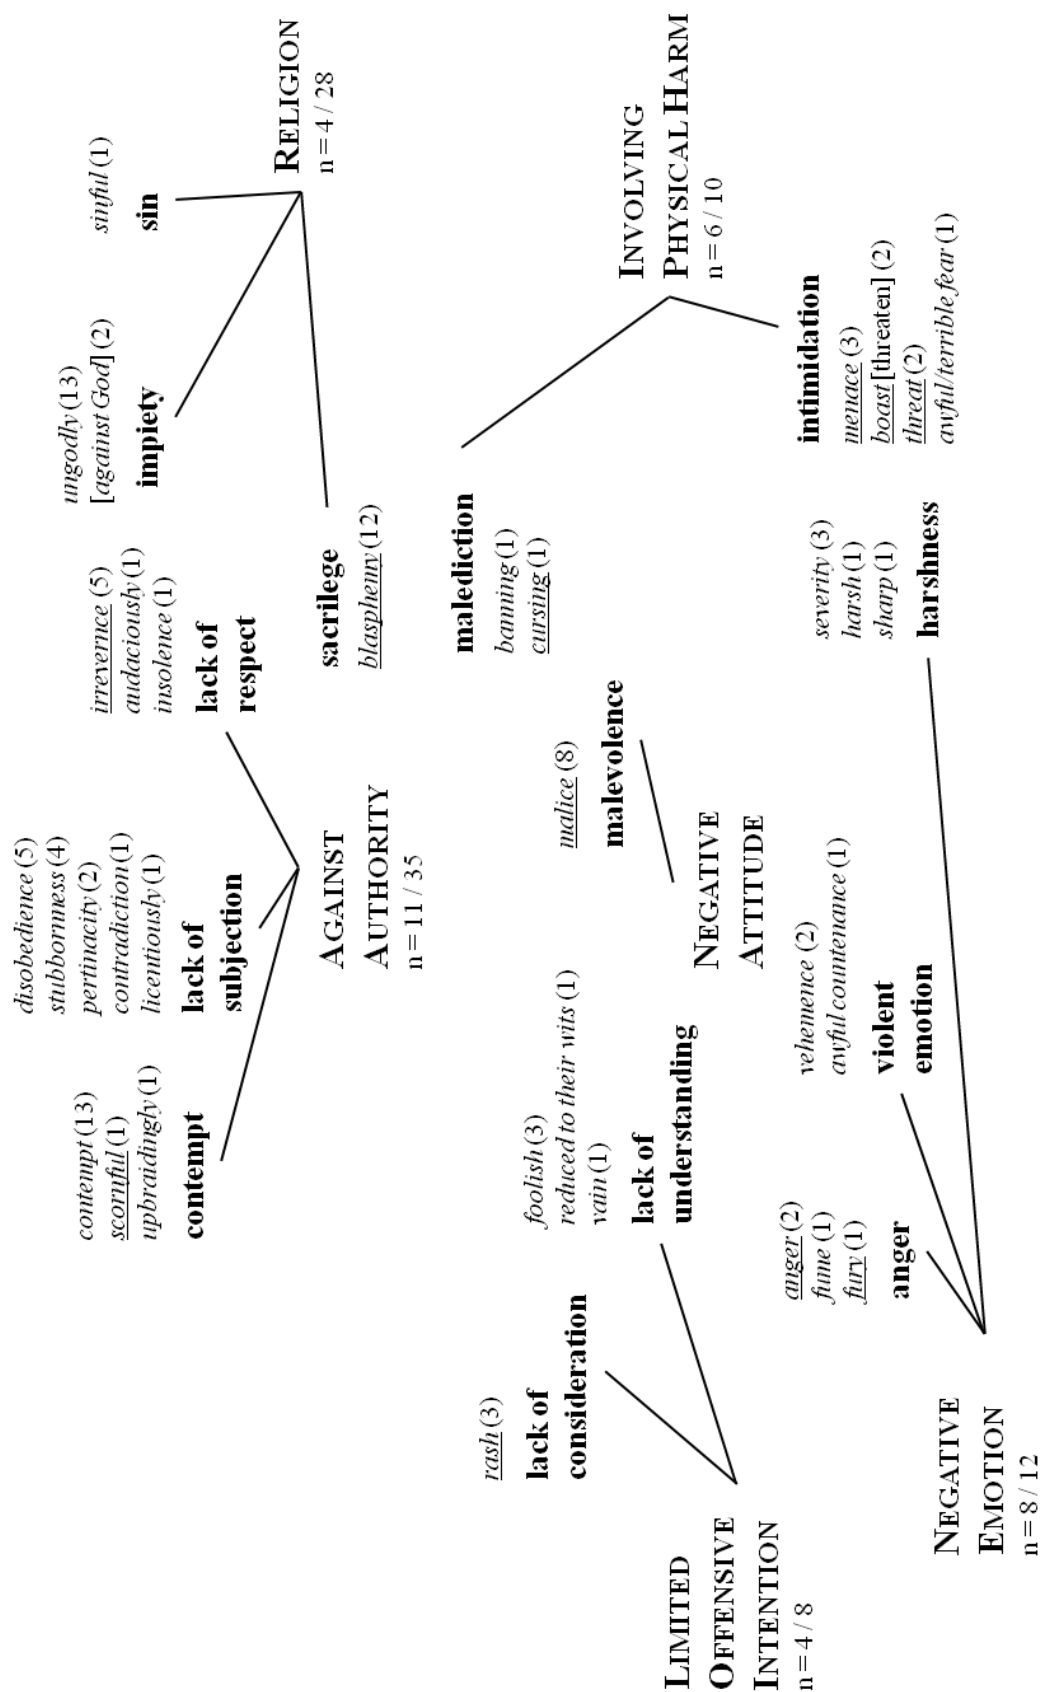 disobedience (5)
stubbornness (4)
pertinacity (2)
contradiction (1)
licentiously (1)
lack of
subjection
contempt (13)
scornful (1)
upbraidingly (1)
contempt
irrevernce (5)
audaciously (1)
insolence (1)
lack of
respect
AGAINST
AUTHORITY
n = 11 / 35
ungodly (13)
[against God] (2)
impiety
sinful (1)
sin
sacrilege
blasphemy (12)
RELIGION
n = 4 / 28
rash (3)
lack of
consideration
foolish (3)
reduced to their wits (1)
vain (1)
lack of
understanding
LIMITED
OFFENSIVE
INTENTION
n = 4 / 8
malice (8)
malevolence
NEGATIVE
ATTITUDE
malediction
banning (1)
cursing (1)
INVOLVING
PHYSICAL HARM
n = 6 / 10
intimidation
menace (3)
boast [threaten] (2)
threat (2)
awful/terrible fear (1)
anger (2)
fume (1)
fury (1)
anger
vehemence (2)
awful countenance (1)
violent
emotion
severity (3)
harsh (1)
sharp (1)
harshness
NEGATIVE
EMOTION
n = 8 / 12